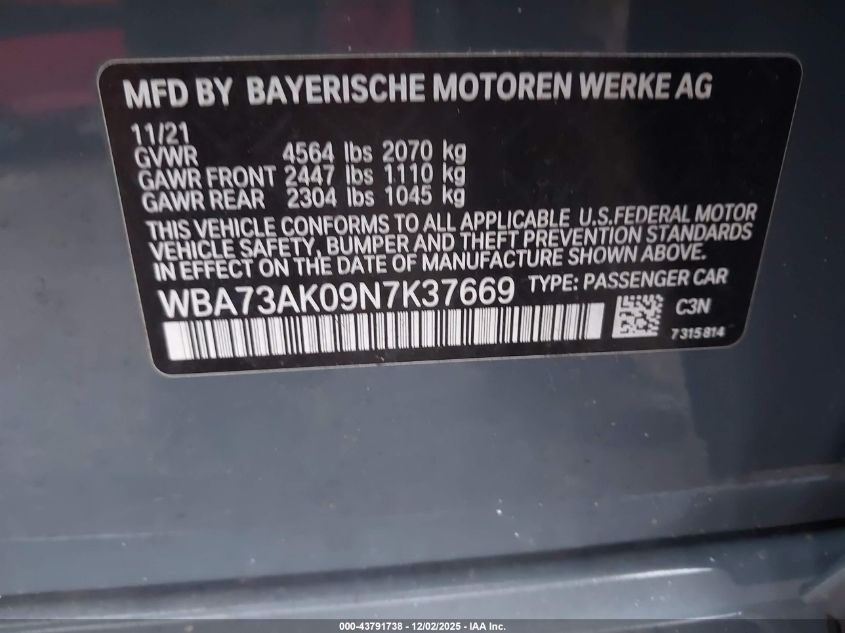 MFD BY BAYERISCHE MOTOREN WERKE AG
11/21
GVWR 4564 lbs 2070 kg
GAWR FRONT 2447 lbs 1110 kg
GAWR REAR 2304 lbs 1045 kg
THIS VEHICLE CONFORMS TO ALL APPLICABLE U.S.FEDERAL MOTOR
VEHICLE SAFETY, BUMPER AND THEFT PREVENTION STANDARDS
IN EFFECT ON THE DATE OF MANUFACTURE SHOWN ABOVE.
WBA73AK09N7K37669 TYPE: PASSENGER CAR
C3N
7315814
000-43791738 - 12/02/2025 - IAA Inc.